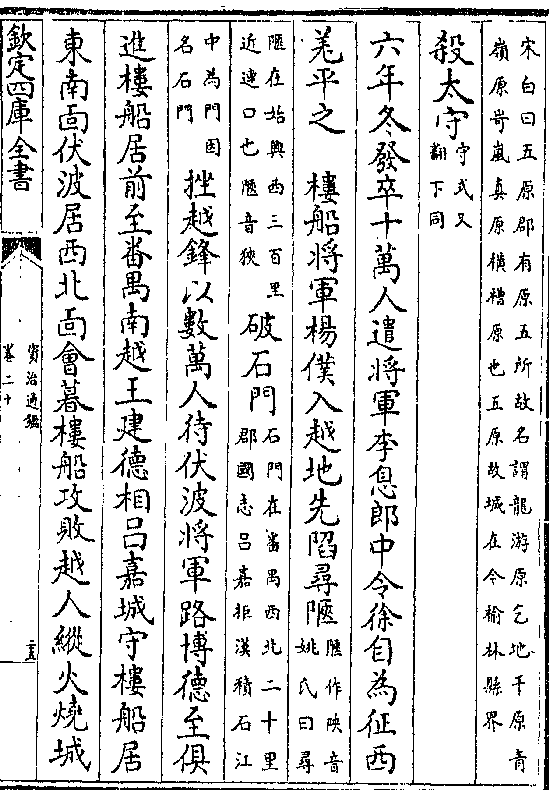 宋白曰五原郡有原五所故名謂龍游原乞地干原青
嶺原岢嵐真原橫槽原也五原故城在今榆林縣界
殺太守
守式又
翻下同
六年冬發卒十萬人遣將軍李息郎中令徐自為征西
羌平之　樓船將軍楊僕入越地先陷尋陿
陿作映音
姚氏曰尋
陿在始興西三百里
近連口也陿音狹
破石門
石門在番禺西北二十里
郡國志呂嘉拒漢積石江
中為門因
名石門
挫越鋒以數萬人待伏波將軍路博德至俱
進樓船居前至番禺南越王建德相呂嘉城守樓船居
東南面伏波居西北面會暮樓船攻敗越人縱火燒城
欽定四庫全書
資治通鑑
卷二十